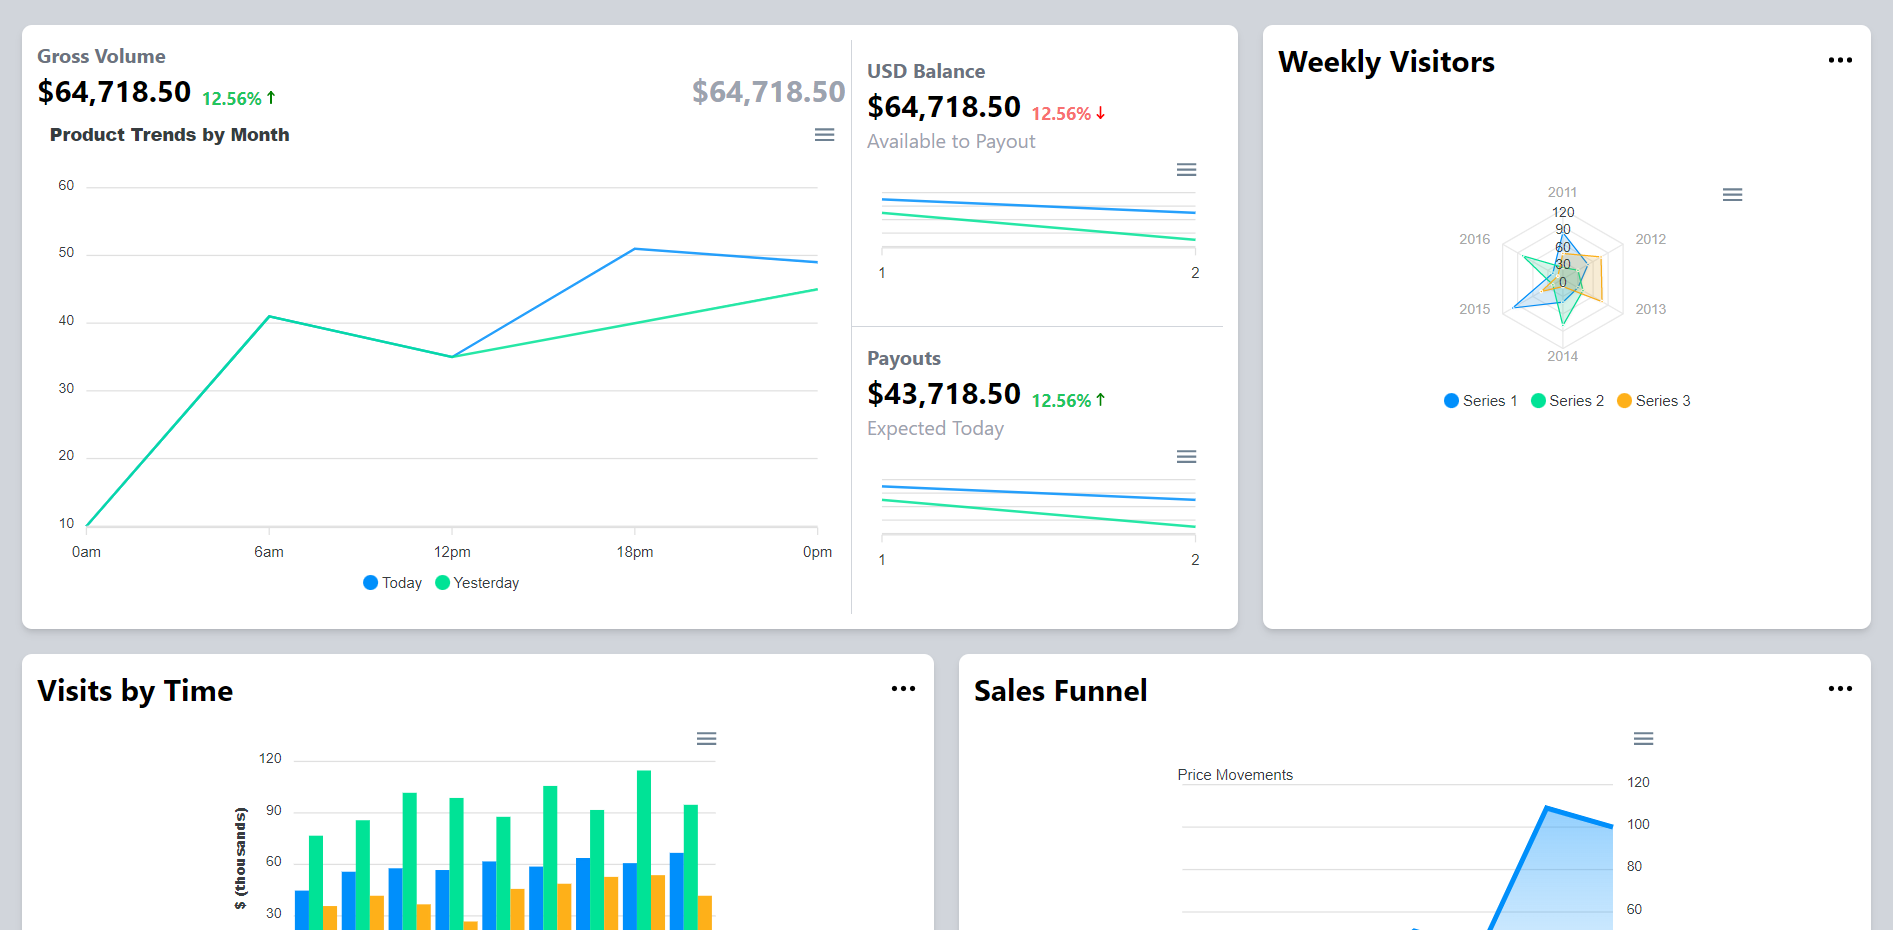 Gross Volume
$64,718.50 12.56% ↑ $64,718.50
Product Trends by Month
60
50
40
30
20
10
0am 6am 12pm 18pm 0pm
Today Yesterday
USD Balance
$64,718.50 12.56% ↓
Available to Payout
1 2
Payouts
$43,718.50 12.56% ↑
Expected Today
1 2
Weekly Visitors
2011
120
90
60
30
0
2016 2012
2015 2013
2014
Series 1 Series 2 Series 3
Visits by Time
120
90
60
30
$ (thousands)
Sales Funnel
Price Movements
120
100
80
60